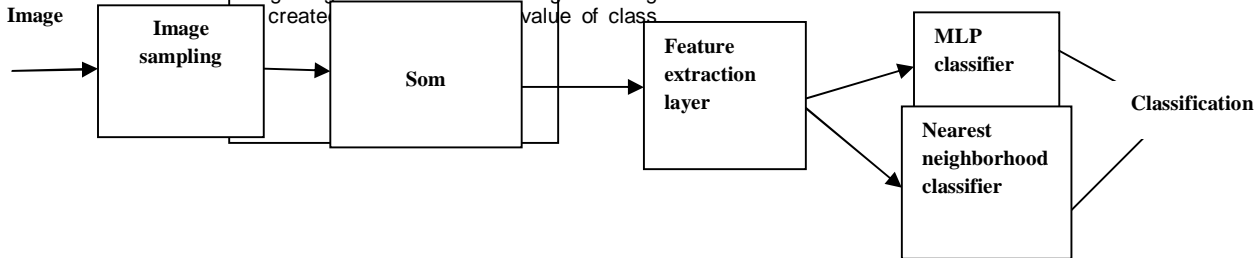 created value of class
Image
Image
sampling
Som
Feature
extraction
layer
MLP
classifier
Nearest
neighborhood
classifier
Classification